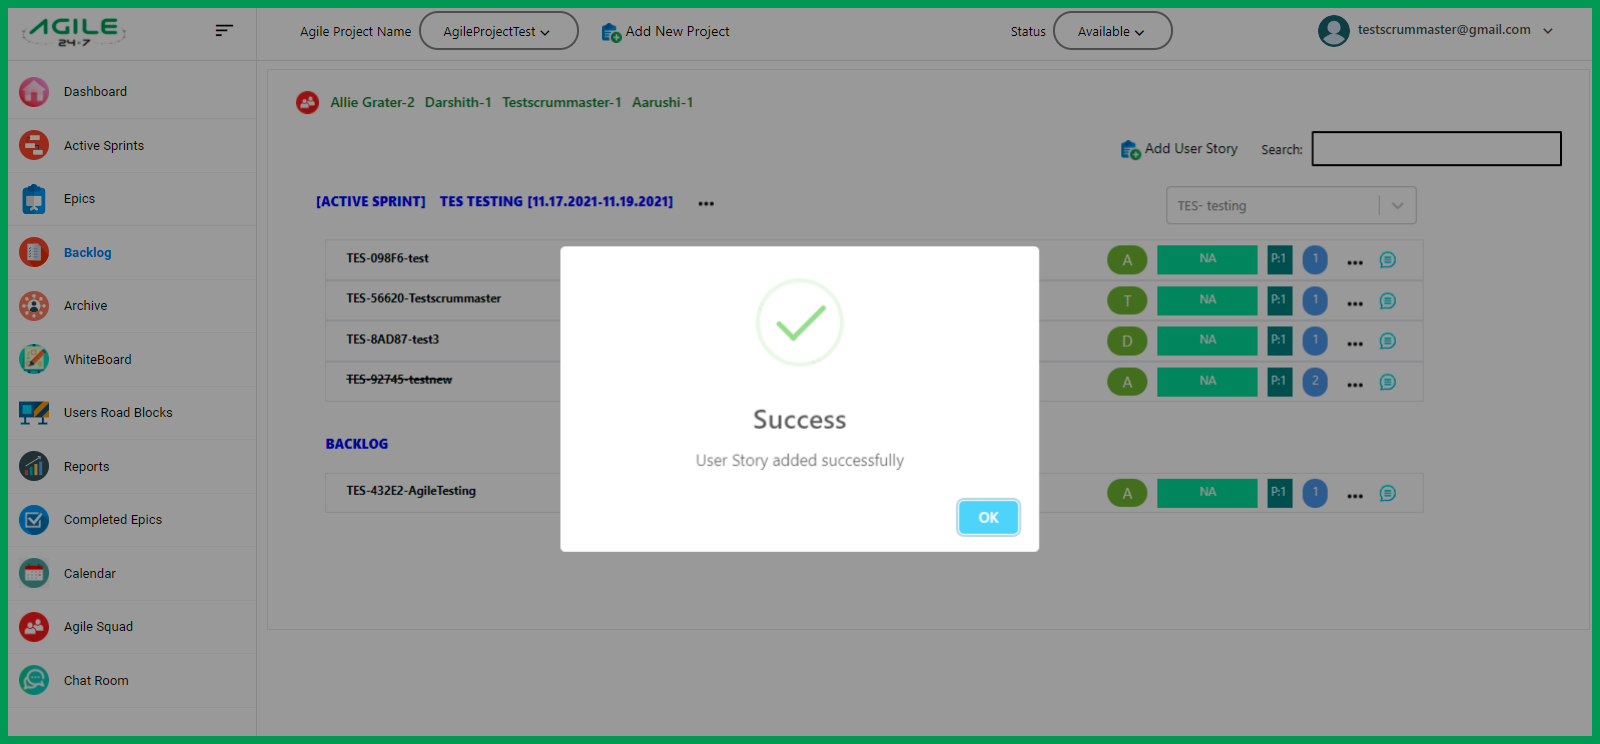 AGILE
24*7
Agile Project Name AgileProjectTest Add New Project Status Available testscrummaster@gmail.com
Dashboard
Active Sprints
Epics
Backlog
Archive
WhiteBoard
Users Road Blocks
Reports
Completed Epics
Calendar
Agile Squad
Chat Room
Allie Grater-2 Darshith-1 Testscrummaster-1 Aarushi-1
Add User Story Search:
[ACTIVE SPRINT] TES TESTING [11.17.2021-11.19.2021] ...
TES- testing
TES-098F6-test A NA P:1 1 ...
TES-56620-Testscrummaster T NA P:1 1 ...
TES-8AD87-test3 D NA P:1 1 ...
TES-92745-testnew A NA P:1 2 ...
BACKLOG
TES-432E2-AgileTesting A NA P:1 1 ...
Success
User Story added successfully
OK